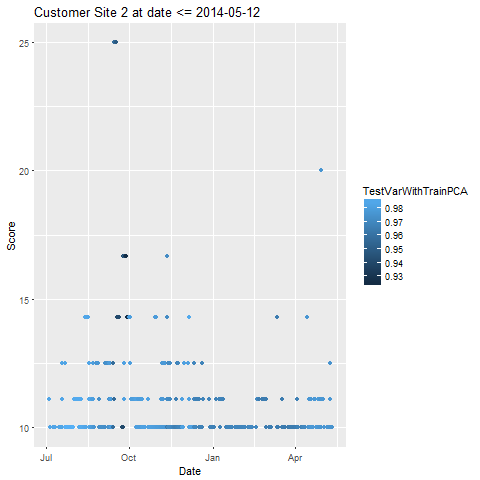 Customer Site 2 at date <= 2014-05-12
25
20
15
10
Score
Jul
Oct
Jan
Apr
Date
TestVarWithTrainPCA
0.98
0.97
0.96
0.95
0.94
0.93